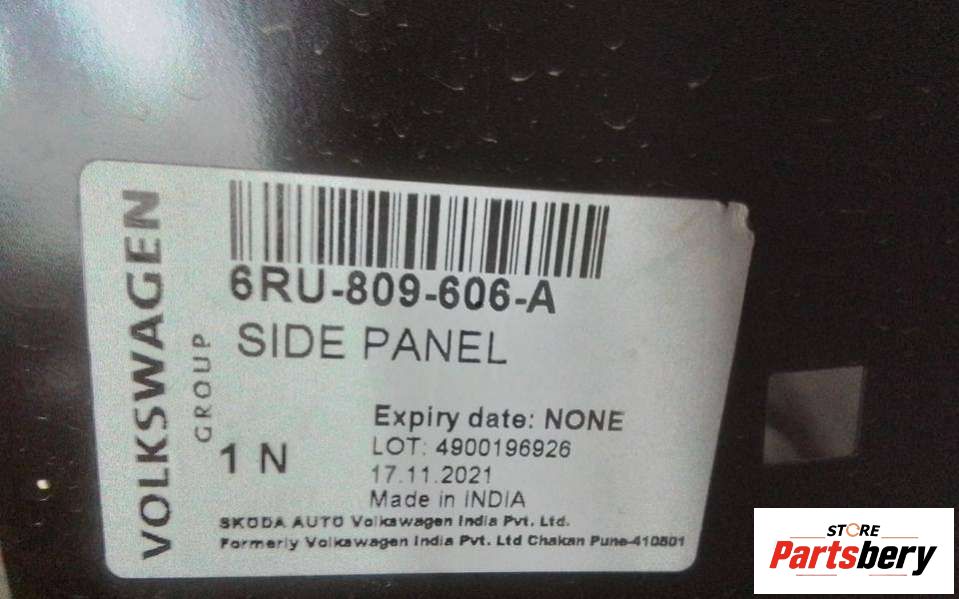 VOLKSWAGEN
GROUP
6RU-809-606-A
SIDE PANEL
1 N
Expiry date: NONE
LOT: 4900196926
17.11.2021
Made in INDIA
SKODA AUTO Volkswagen India Pvt. Ltd.
Formerly Volkswagen India Pvt. Ltd Chakan Pune-410501
STORE
Partsbery